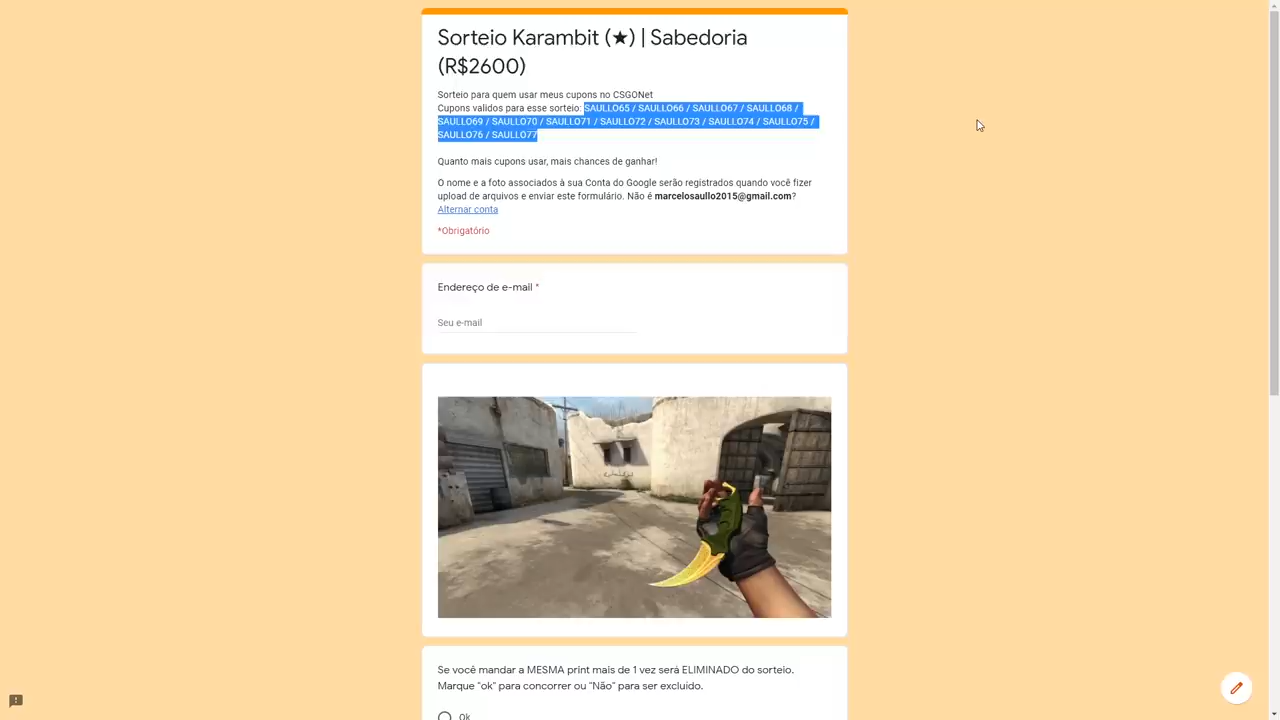 Sorteio Karambit (★) | Sabedoria
(R$2600)
Sorteio para quem usar meus cupons no CSGONet
Cupons validos para esse sorteio: SAULLO65 / SAULLO66 / SAULLO67 / SAULLO68 /
SAULLO69 / SAULLO70 / SAULLO71 / SAULLO72 / SAULLO73 / SAULLO74 / SAULLO75 /
SAULLO76 / SAULLO77
Quanto mais cupons usar, mais chances de ganhar!
O nome e a foto associados à sua Conta do Google serão registrados quando você fizer
upload de arquivos e enviar este formulário. Não é marcelosaullo2015@gmail.com?
Alternar conta
*Obrigatório
Endereço de e-mail *
Seu e-mail
Se você mandar a MESMA print mais de 1 vez será ELIMINADO do sorteio.
Marque "ok" para concorrer ou "Não" para ser excluído.
Ok